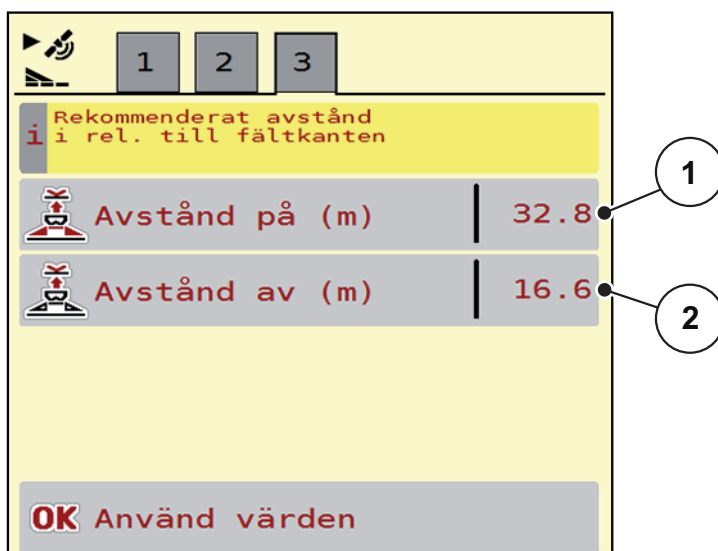 1 2 3
i Rekommenderat avstånd
i rel. till fältkanten
Avstånd på (m) 32.8
1
Avstånd av (m) 16.6
2
OK Använd värden